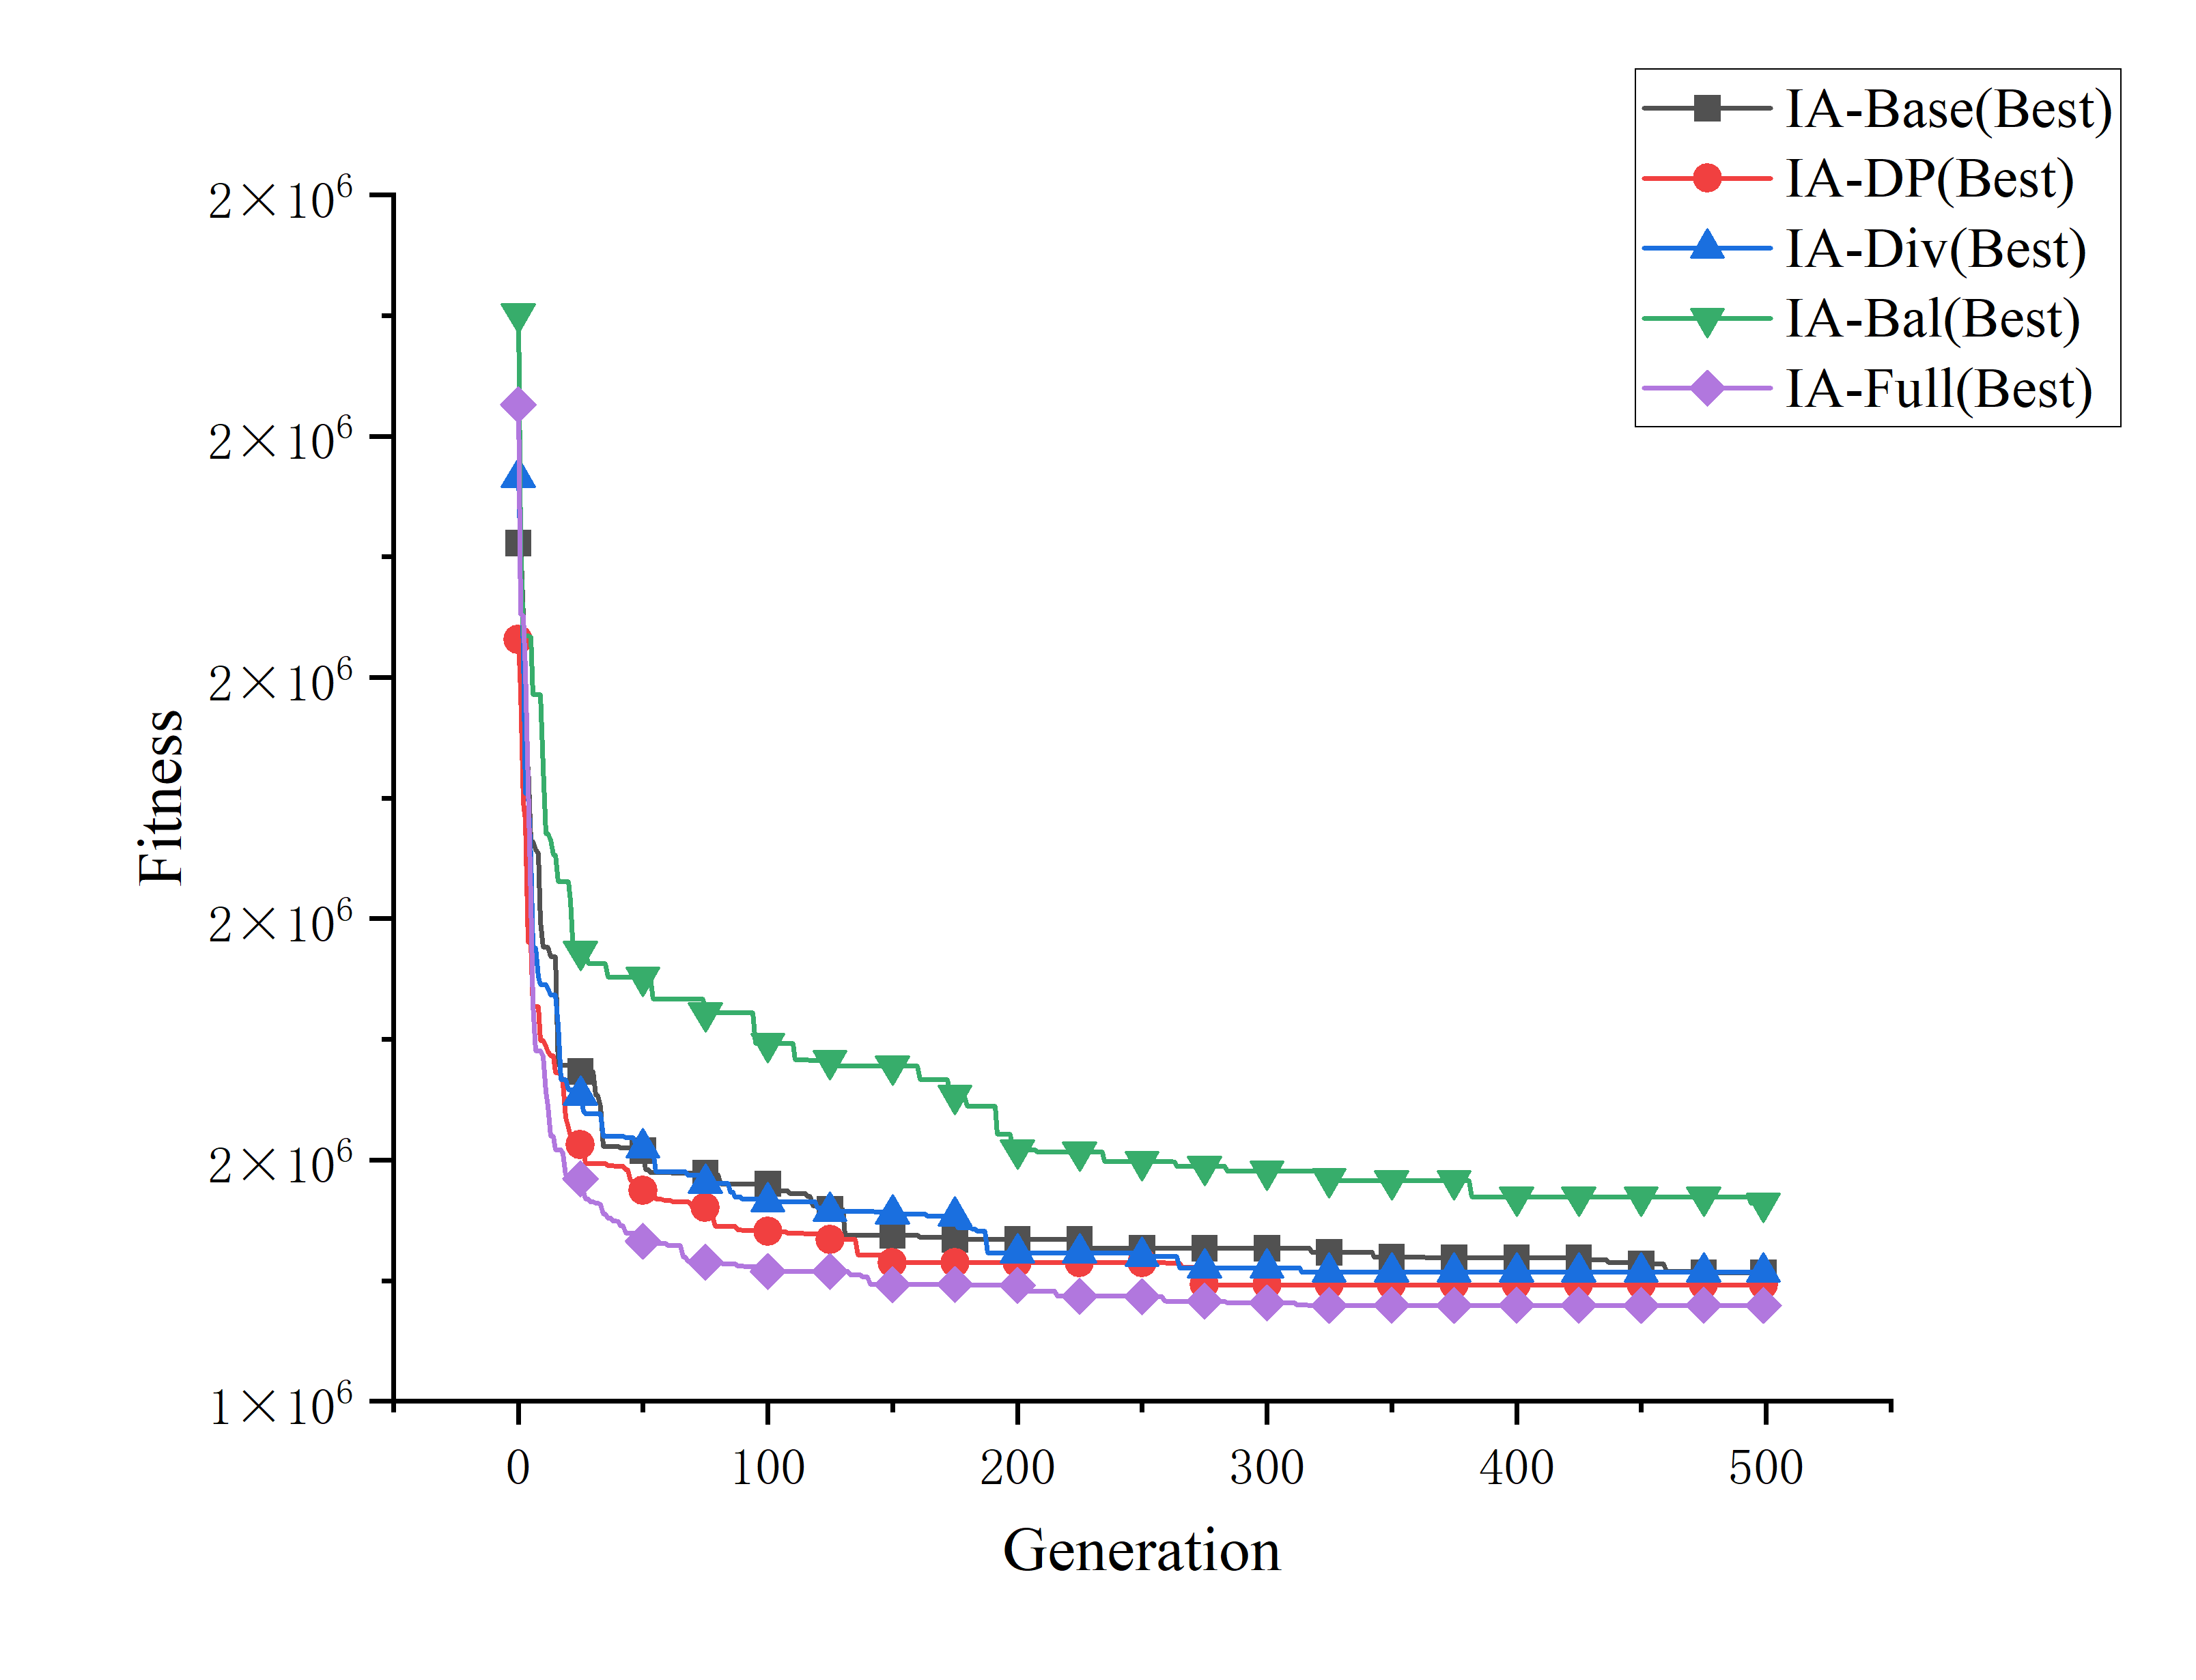 IA-Base(Best)
IA-DP(Best)
IA-Div(Best)
IA-Bal(Best)
IA-Full(Best)
2×10⁶
2×10⁶
2×10⁶
2×10⁶
2×10⁶
1×10⁶
Fitness
0 100 200 300 400 500
Generation